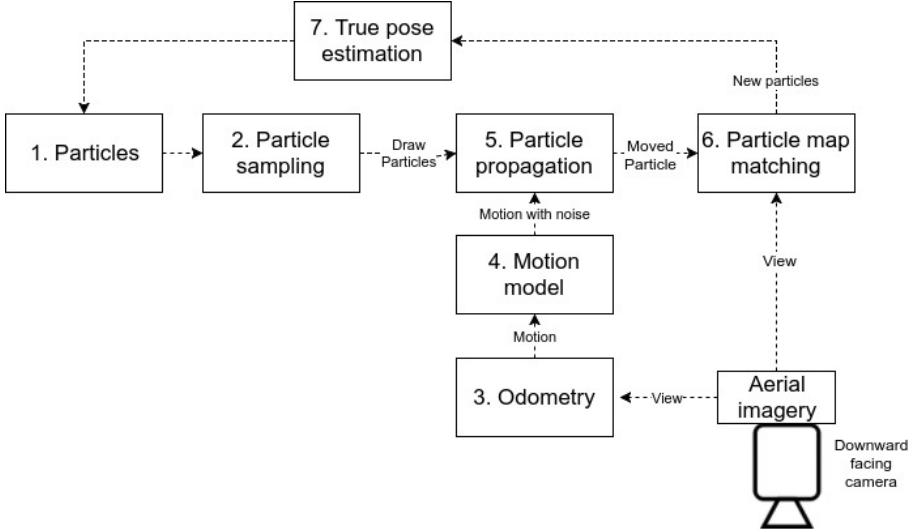 7. True pose
estimation
New particles
1. Particles
2. Particle
sampling
Draw
Particles
5. Particle
propagation
Moved
Particle
6. Particle map
matching
Motion with noise
4. Motion
model
View
Motion
3. Odometry
View
Aerial
imagery
Downward
facing
camera